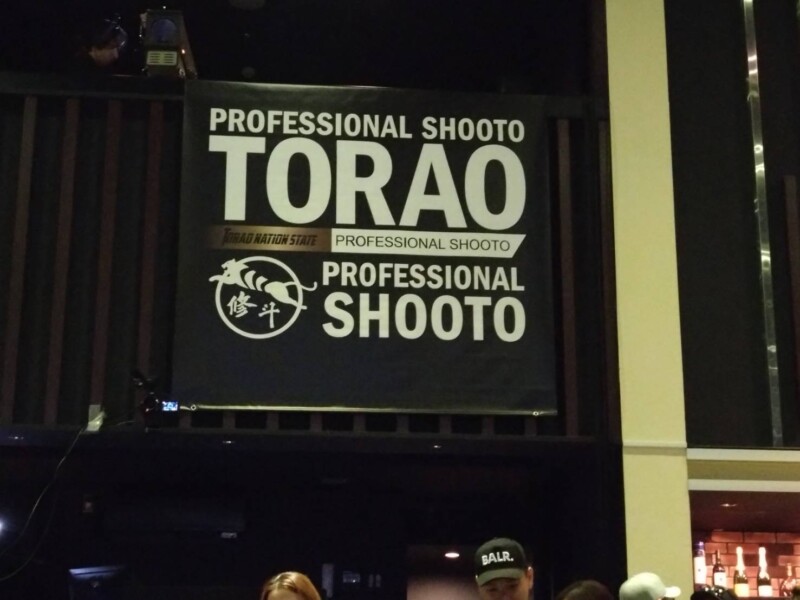 PROFESSIONAL SHOOTO
TORAO
TORAO NATION STATE PROFESSIONAL SHOOTO
修斗
PROFESSIONAL
SHOOTO
BALR.